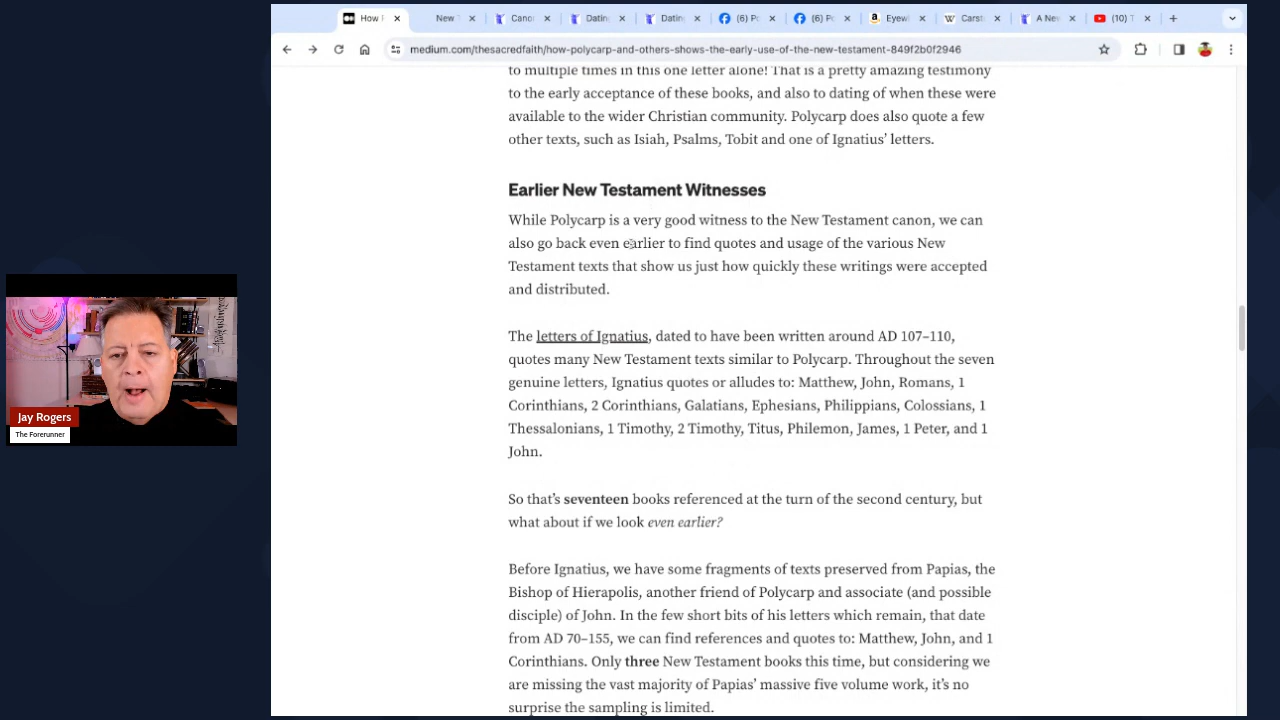 How F
New T
Canor
Dating
Dating
(6) Po
(6) Po
Eyewi
Carst
A New
(10) T
medium.com/thesacredfaith/how-polycarp-and-others-shows-the-early-use-of-the-new-testament-849f2b0f2946
to multiple times in this one letter alone! That is a pretty amazing testimony
to the early acceptance of these books, and also to dating of when these were
available to the wider Christian community. Polycarp does also quote a few
other texts, such as Isiah, Psalms, Tobit and one of Ignatius’ letters.
Earlier New Testament Witnesses
While Polycarp is a very good witness to the New Testament canon, we can
also go back even earlier to find quotes and usage of the various New
Testament texts that show us just how quickly these writings were accepted
and distributed.
The letters of Ignatius, dated to have been written around AD 107–110,
quotes many New Testament texts similar to Polycarp. Throughout the seven
genuine letters, Ignatius quotes or alludes to: Matthew, John, Romans, 1
Corinthians, 2 Corinthians, Galatians, Ephesians, Philippians, Colossians, 1
Thessalonians, 1 Timothy, 2 Timothy, Titus, Philemon, James, 1 Peter, and 1
John.
So that’s seventeen books referenced at the turn of the second century, but
what about if we look even earlier?
Before Ignatius, we have some fragments of texts preserved from Papias, the
Bishop of Hierapolis, another friend of Polycarp and associate (and possible
disciple) of John. In the few short bits of his letters which remain, that date
from AD 70–155, we can find references and quotes to: Matthew, John, and 1
Corinthians. Only three New Testament books this time, but considering we
are missing the vast majority of Papias’ massive five volume work, it’s no
surprise the sampling is limited.
Jay Rogers
The Forerunner